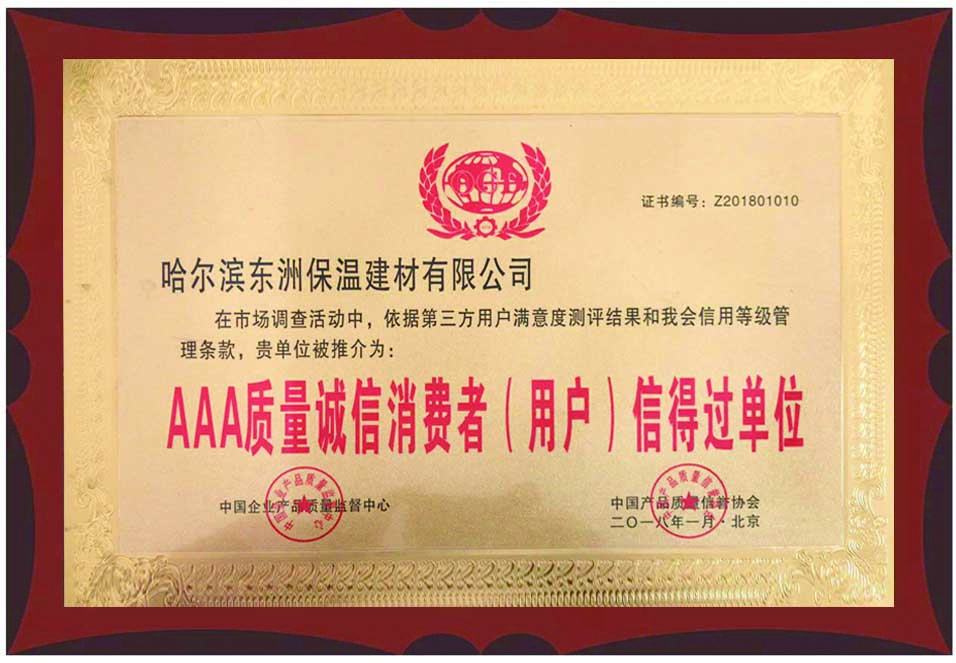 证书编号：Z201801010
哈尔滨东洲保温建材有限公司
在市场调查活动中，依据第三方用户满意度测评结果和我会信用等级管
理条款，贵单位被推介为：
AAA质量诚信消费者（用户）信得过单位
中国企业产品质量监督中心
中国产品质量信誉协会
二〇一八年一月·北京